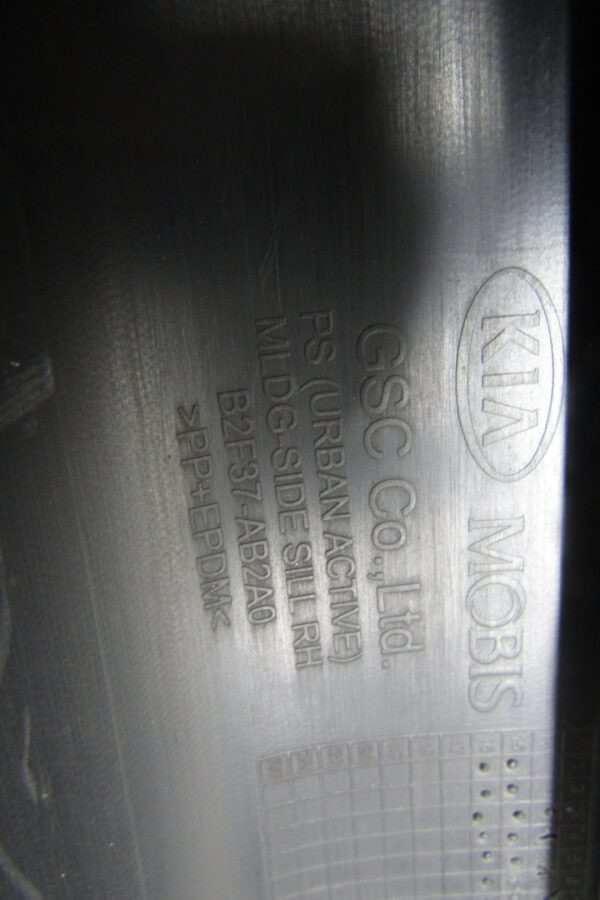 KIA MOBIS
GSC Co.,Ltd.
PS (URBAN ACTIVE)
MLDG-SIDE SILL RH
B2F37-AB2A0
>PP+EPDM<